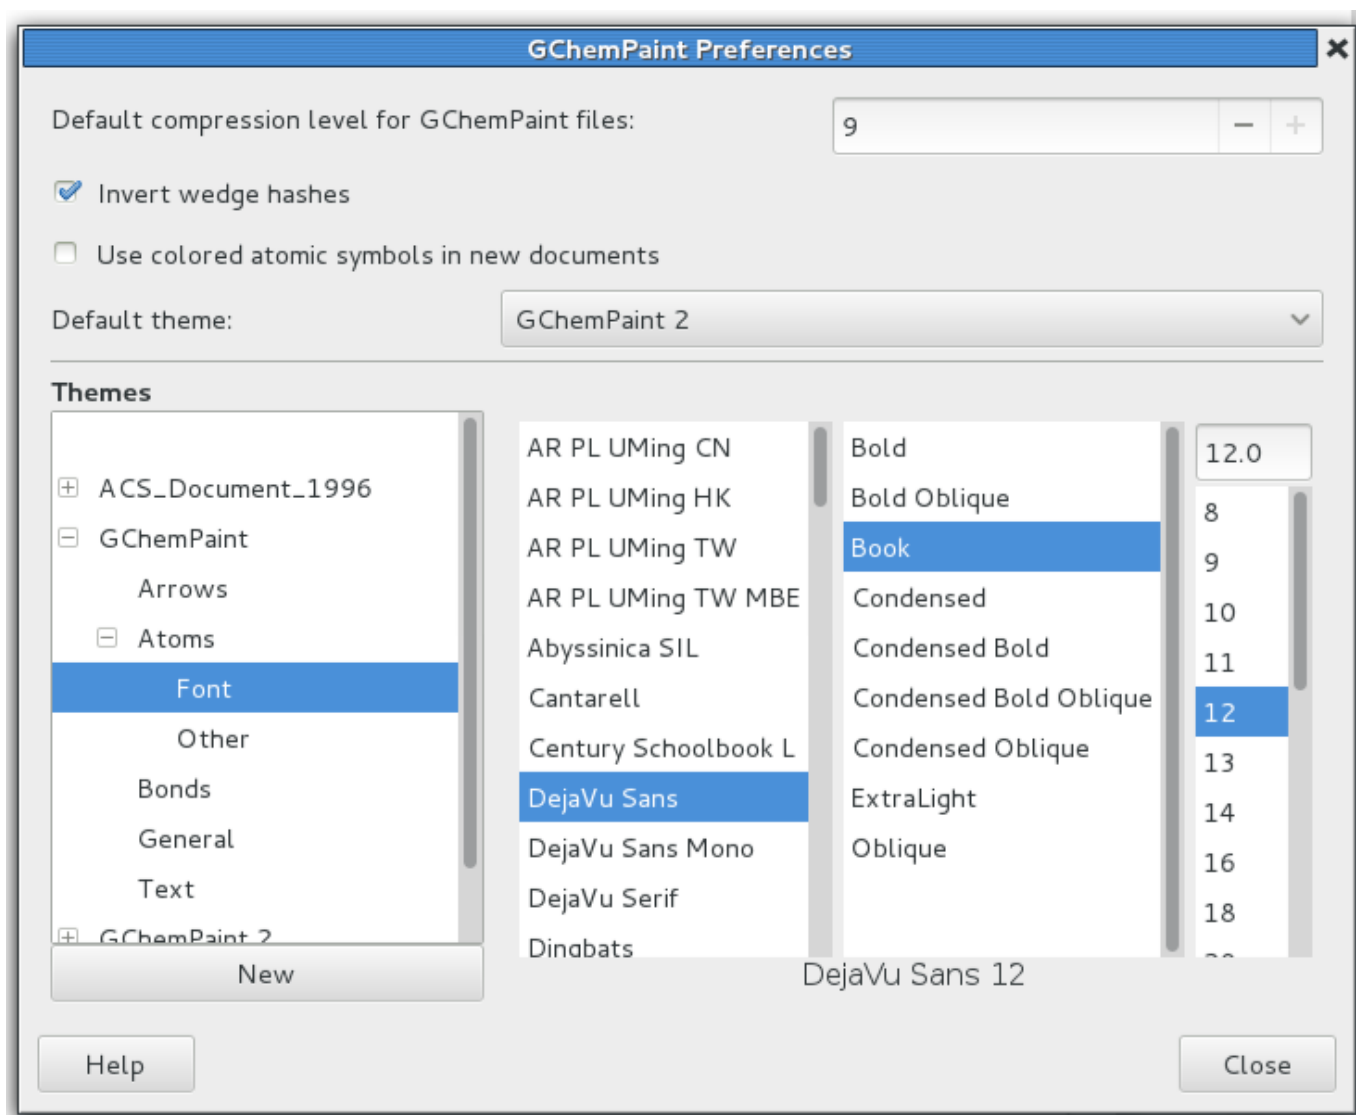 GChemPaint Preferences
Default compression level for GChemPaint files:
9
Invert wedge hashes
Use colored atomic symbols in new documents
Default theme:
GChemPaint 2
Themes
ACS_Document_1996
GChemPaint
Arrows
Atoms
Font
Other
Bonds
General
Text
GChemPaint 2
New
AR PL UMing CN
AR PL UMing HK
AR PL UMing TW
AR PL UMing TW MBE
Abyssinica SIL
Cantarell
Century Schoolbook L
DejaVu Sans
DejaVu Sans Mono
DejaVu Serif
Dingbats
Bold
Bold Oblique
Book
Condensed
Condensed Bold
Condensed Bold Oblique
Condensed Oblique
ExtraLight
Oblique
12.0
8
9
10
11
12
13
14
16
18
DejaVu Sans 12
Help
Close